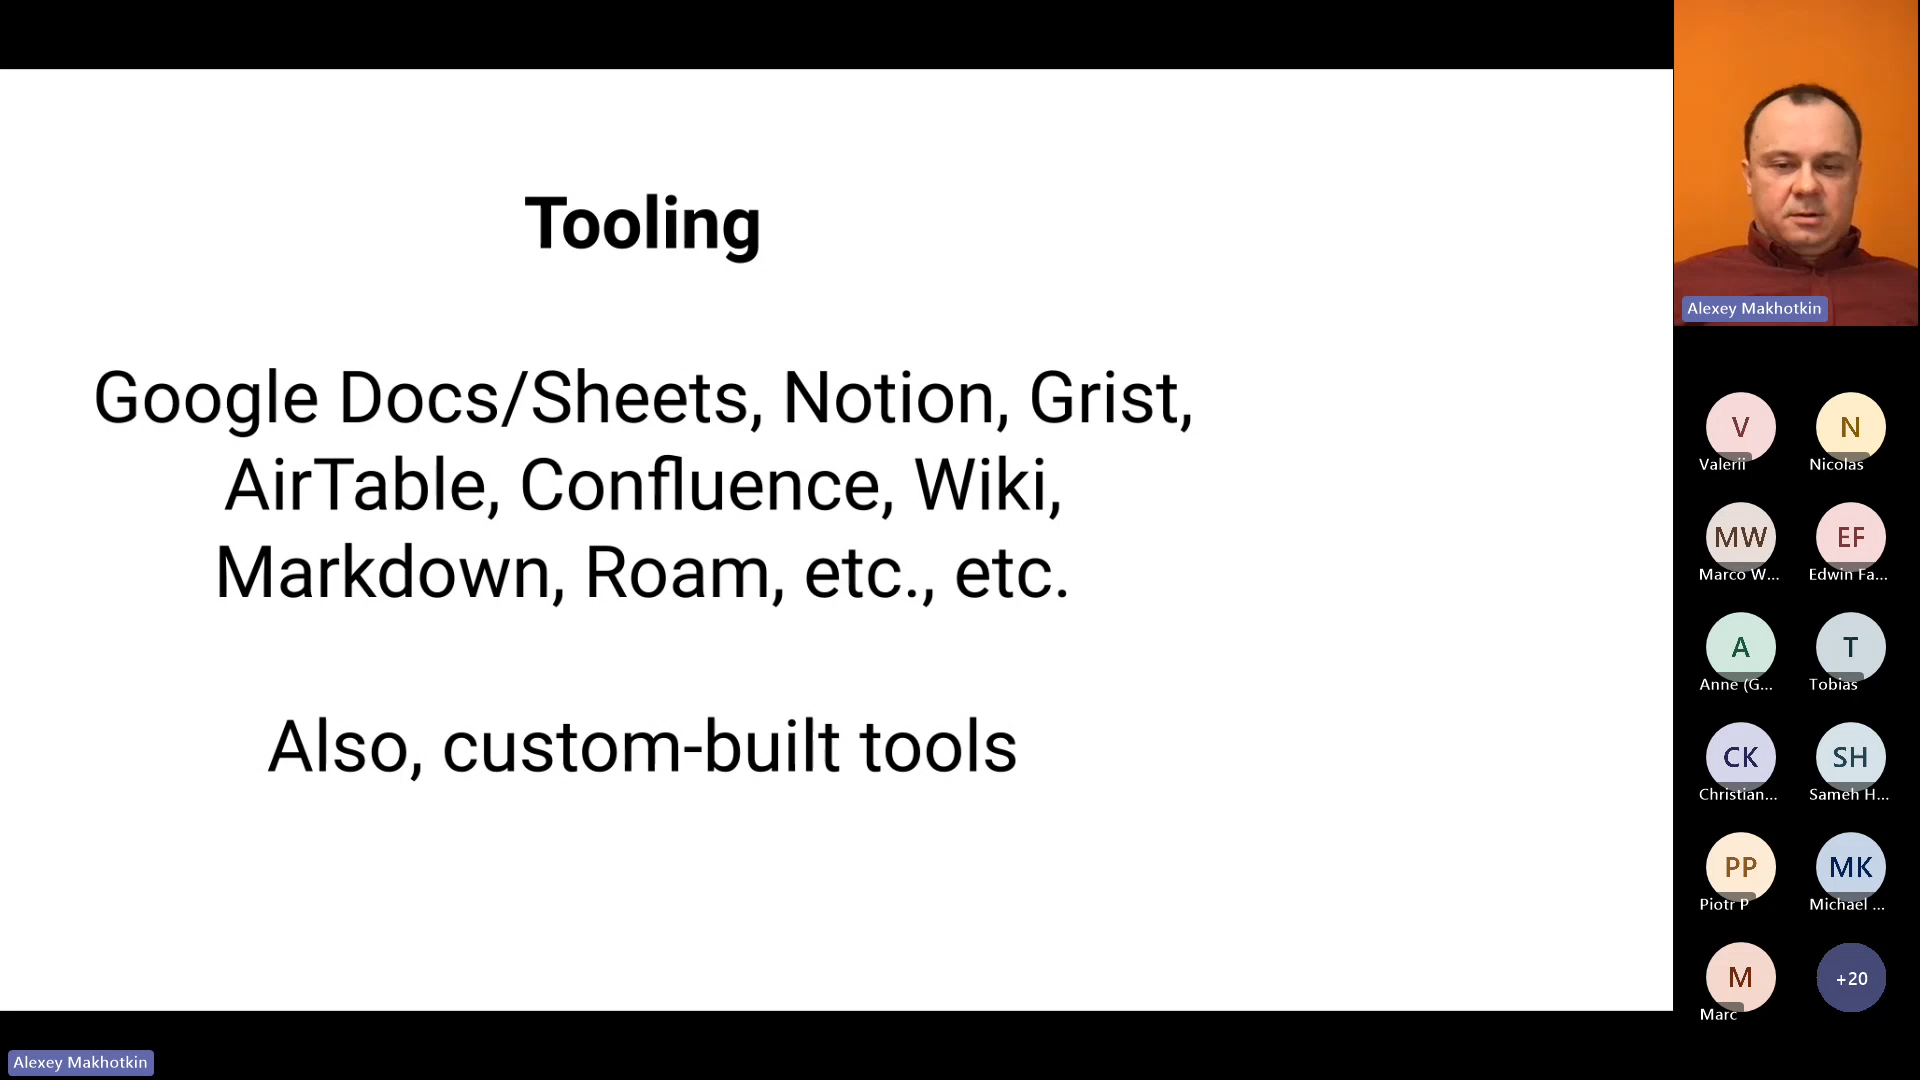 Tooling
Google Docs/Sheets, Notion, Grist,
AirTable, Confluence, Wiki,
Markdown, Roam, etc., etc.
Also, custom-built tools
Alexey Makhotkin
Alexey Makhotkin
V
Valerii
N
Nicolas
MW
Marco W...
EF
Edwin Fa...
A
Anne (G...
T
Tobias
CK
Christian...
SH
Sameh H...
PP
Piotr P
MK
Michael ...
M
Marc
+20